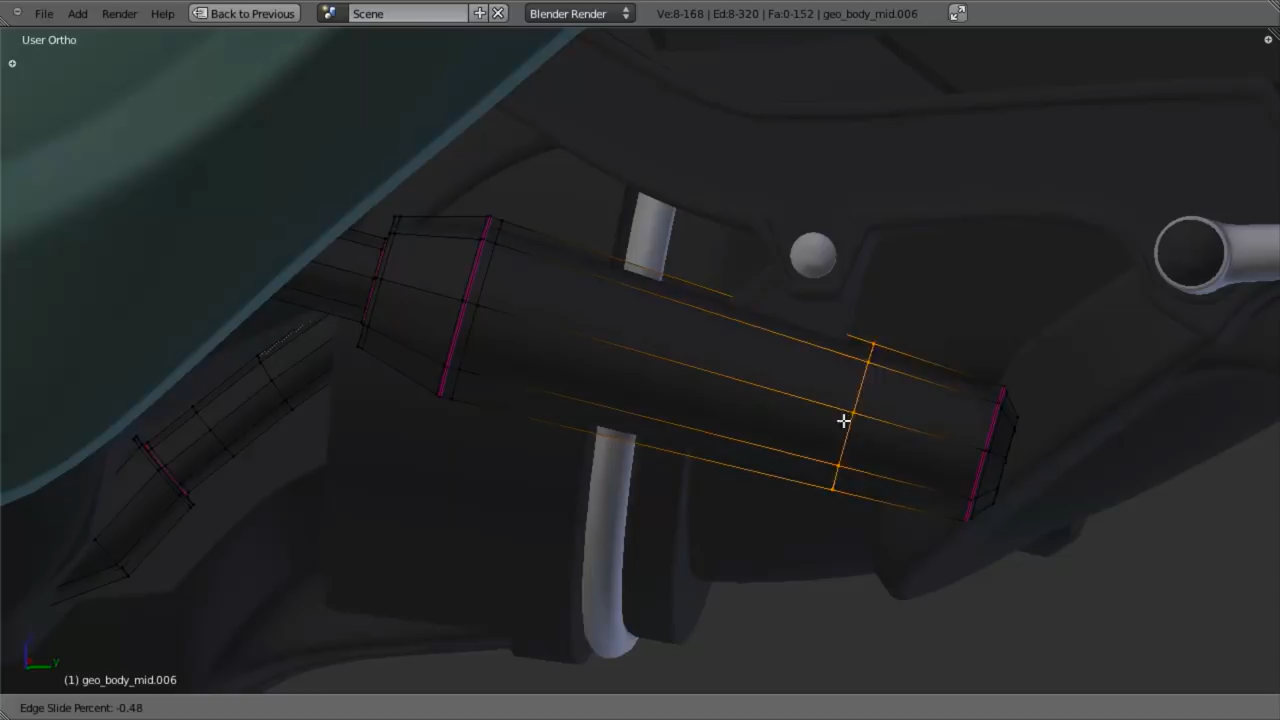 File Add Render Help Back to Previous Scene Blender Render Ve:8-168 | Ed:8-320 | Fa:0-152 | geo_body_mid.006
User Ortho
y
(1) geo_body_mid.006
Edge Slide Percent: -0.48